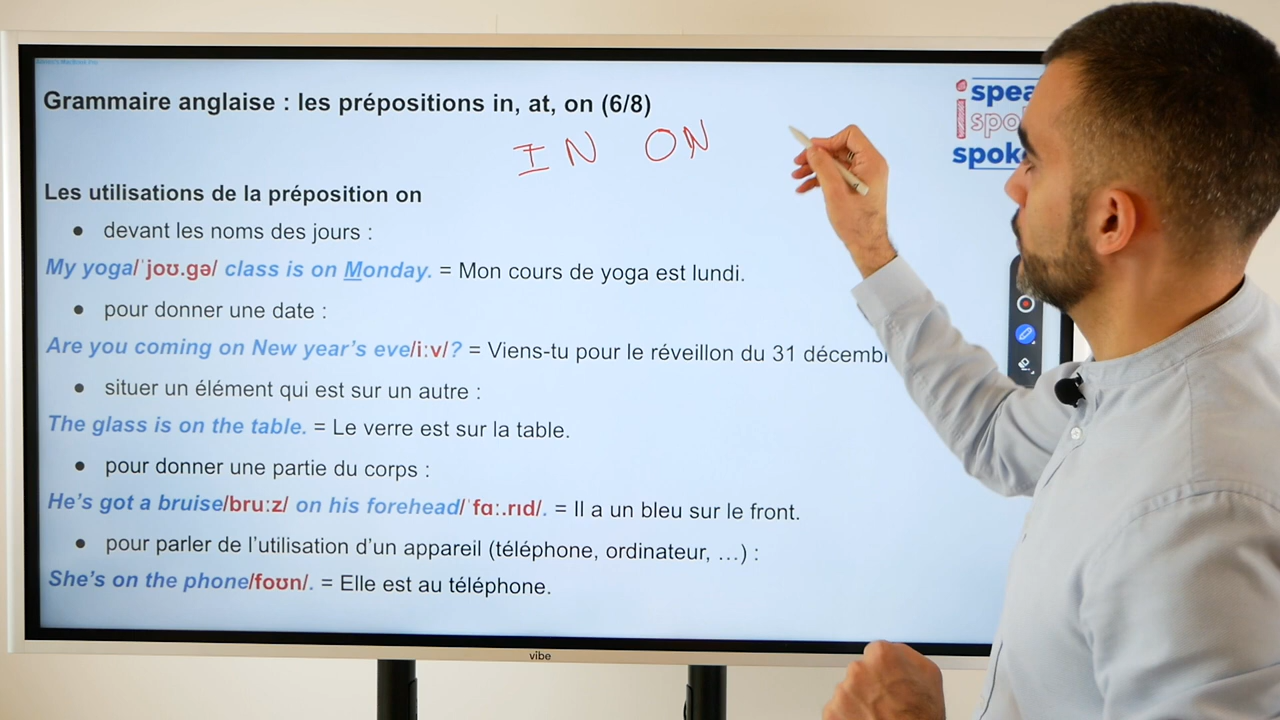 Grammaire anglaise : les prépositions in, at, on (6/8)
IN ON
i spea
spo
spok
Les utilisations de la préposition on
• devant les noms des jours :
My yoga/ˈjoʊ.gə/ class is on Monday. = Mon cours de yoga est lundi.
• pour donner une date :
Are you coming on New year’s eve/iːv/? = Viens-tu pour le réveillon du 31 décemb
• situer un élément qui est sur un autre :
The glass is on the table. = Le verre est sur la table.
• pour donner une partie du corps :
He’s got a bruise/bruːz/ on his forehead/ˈfɑː.rɪd/. = Il a un bleu sur le front.
• pour parler de l’utilisation d’un appareil (téléphone, ordinateur, …) :
She’s on the phone/foʊn/. = Elle est au téléphone.
vibe